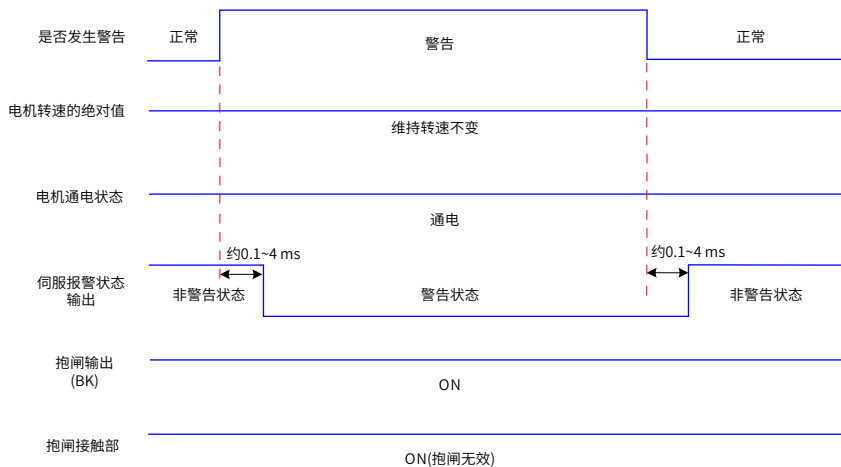 是否发生警告
正常
警告
正常
电机转速的绝对值
维持转速不变
电机通电状态
通电
约0.1~4 ms
约0.1~4 ms
伺服报警状态
输出
非警告状态
警告状态
非警告状态
抱闸输出
(BK)
ON
抱闸接触部
ON(抱闸无效)